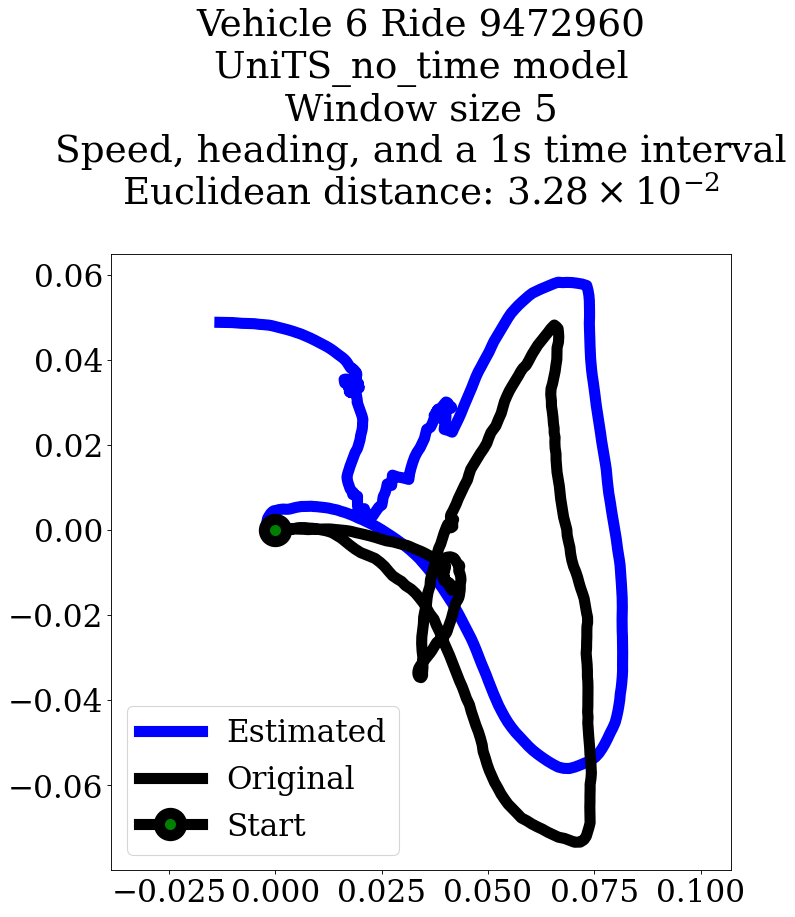 Vehicle 6 Ride 9472960
UniTS_no_time model
Window size 5
Speed, heading, and a 1s time interval
Euclidean distance: 3.28 × 10⁻²
0.06
0.04
0.02
0.00
−0.02
−0.04
−0.06
Estimated
Original
Start
−0.025 0.000 0.025 0.050 0.075 0.100